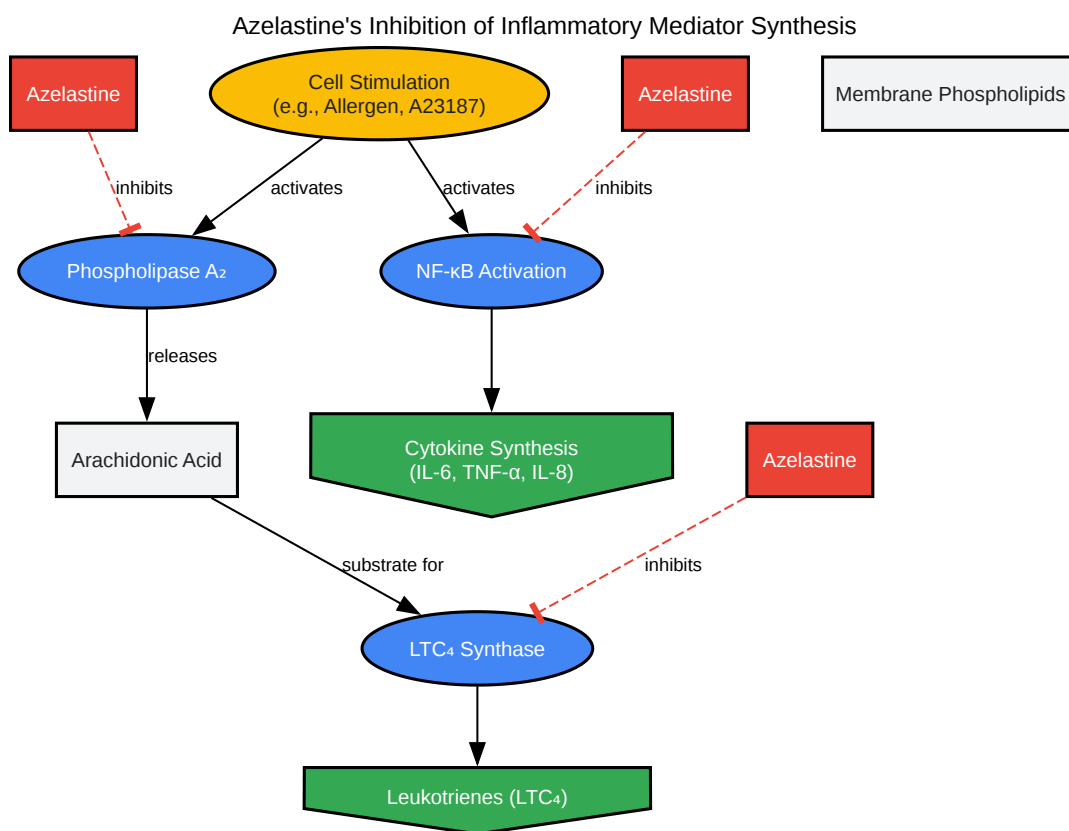 Azelastine's Inhibition of Inflammatory Mediator Synthesis
Azelastine
Cell Stimulation
(e.g., Allergen, A23187)
Azelastine
Membrane Phospholipids
inhibits
activates
activates
inhibits
Phospholipase A₂
NF-κB Activation
releases
Arachidonic Acid
Cytokine Synthesis
(IL-6, TNF-α, IL-8)
Azelastine
substrate for
inhibits
LTC₄ Synthase
Leukotrienes (LTC₄)